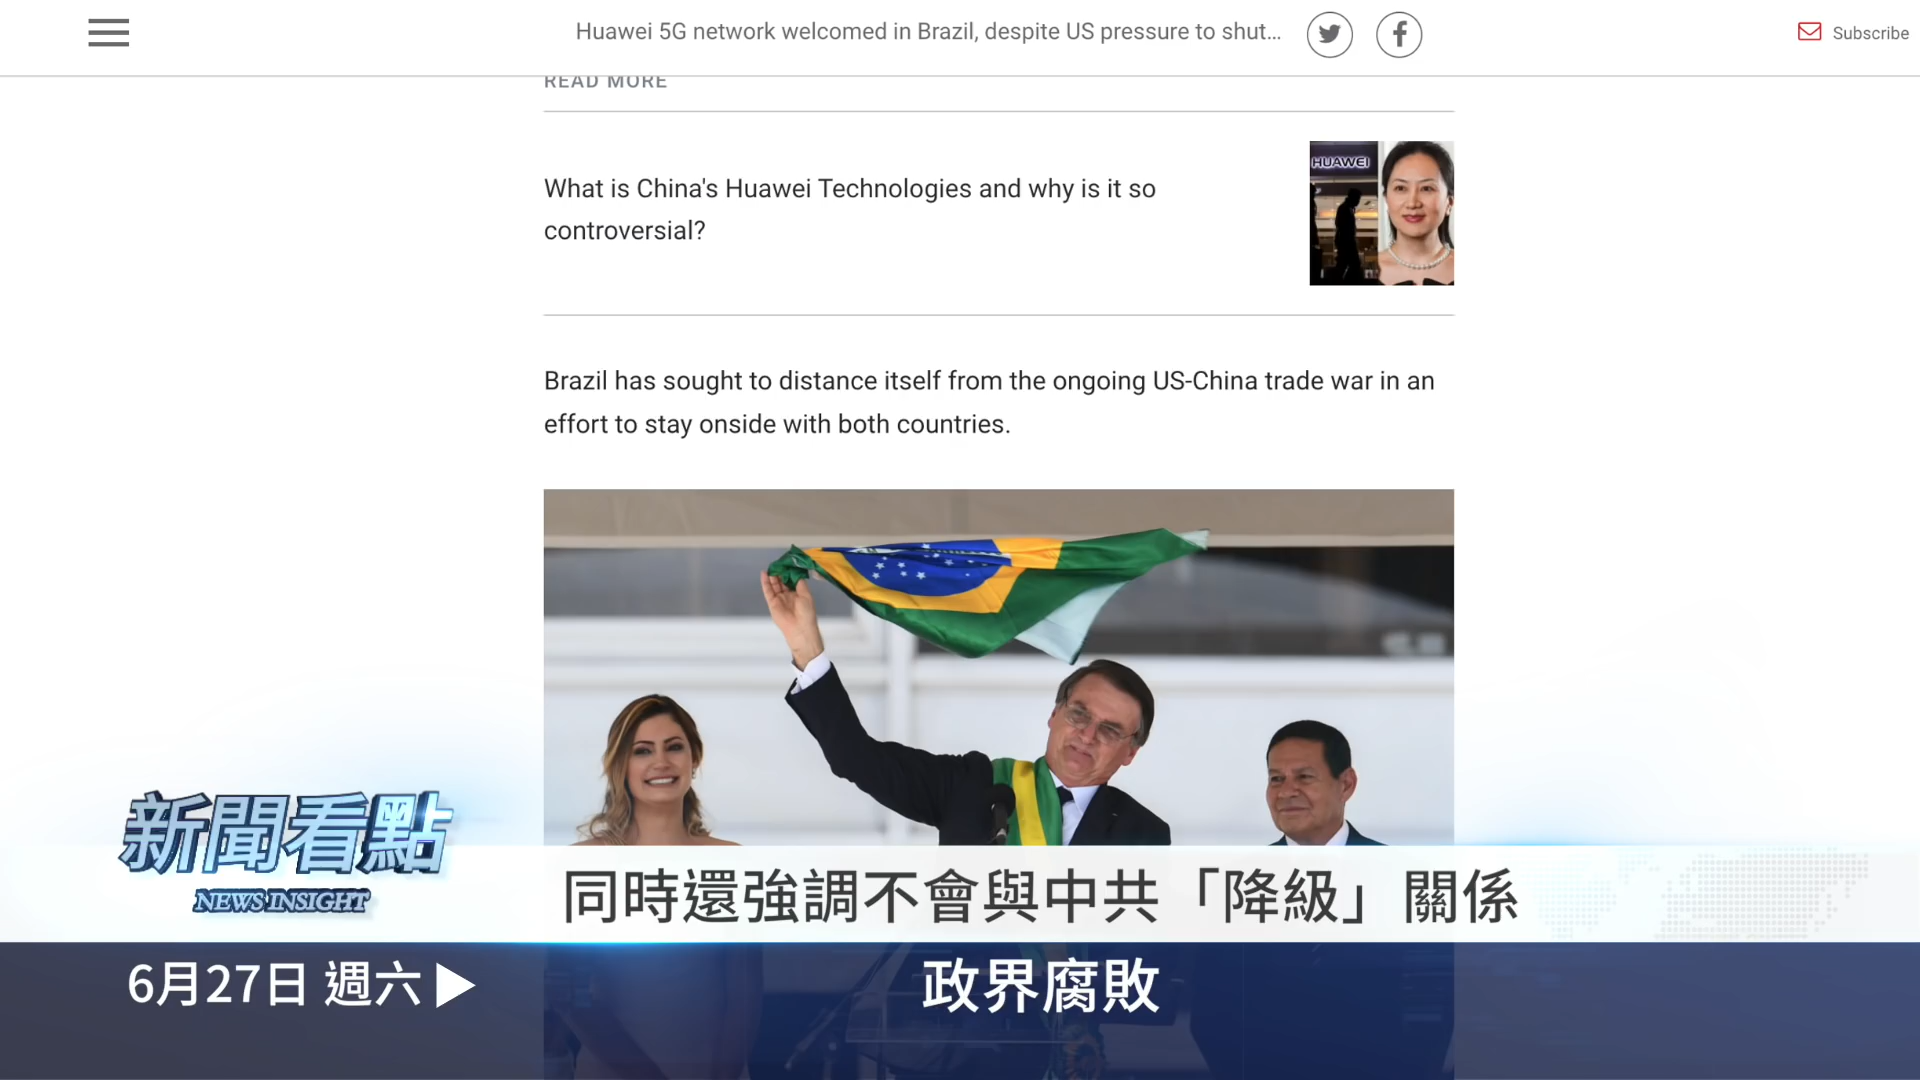 Huawei 5G network welcomed in Brazil, despite US pressure to shut...
Subscribe
READ MORE
What is China's Huawei Technologies and why is it so
controversial?
HUAWEI
Brazil has sought to distance itself from the ongoing US-China trade war in an
effort to stay onside with both countries.
新聞看點
NEWS INSIGHT
同時還強調不會與中共「降級」關係
6月27日 週六
政界腐敗